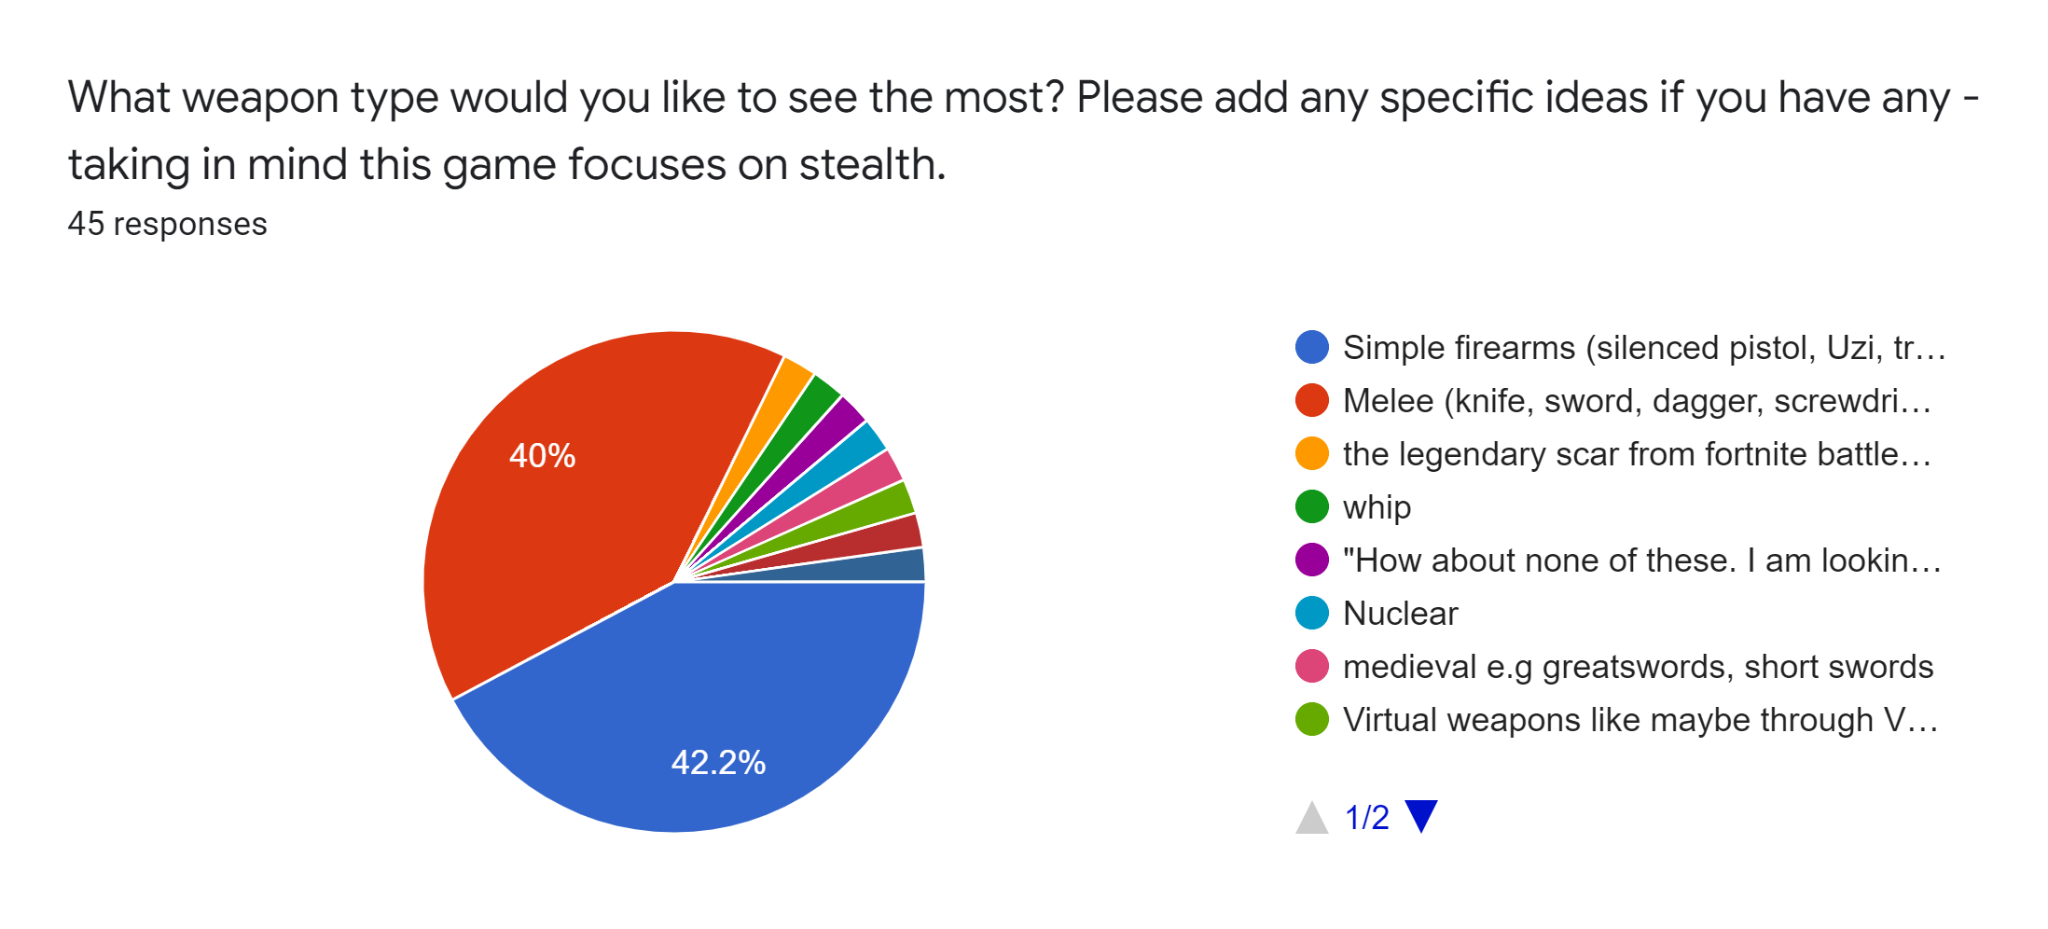 What weapon type would you like to see the most? Please add any specific ideas if you have any -
taking in mind this game focuses on stealth.
45 responses
40%
42.2%
Simple firearms (silenced pistol, Uzi, tr...
Melee (knife, sword, dagger, screwdri...
the legendary scar from fortnite battle...
whip
"How about none of these. I am lookin...
Nuclear
medieval e.g greatswords, short swords
Virtual weapons like maybe through V...
1/2